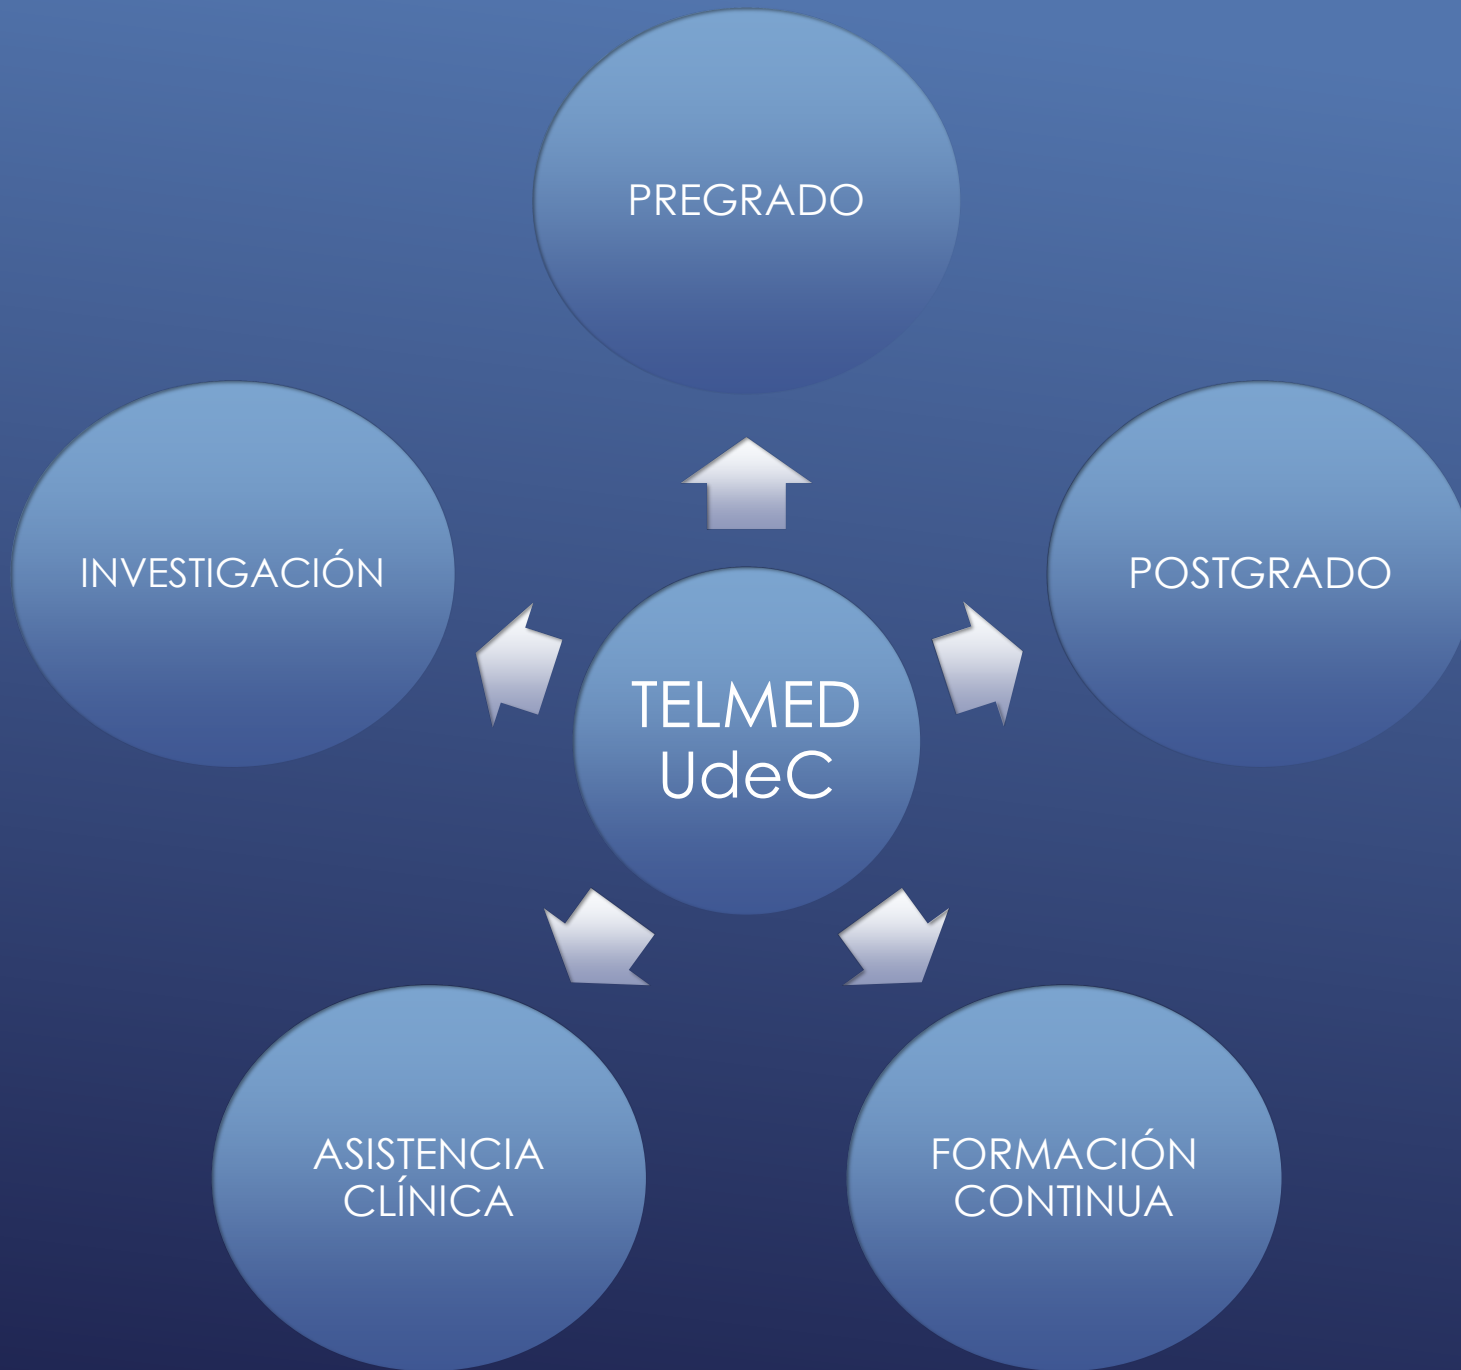 PREGRADO
INVESTIGACIÓN
POSTGRADO
TELMED
UdeC
ASISTENCIA
CLÍNICA
FORMACIÓN
CONTINUA